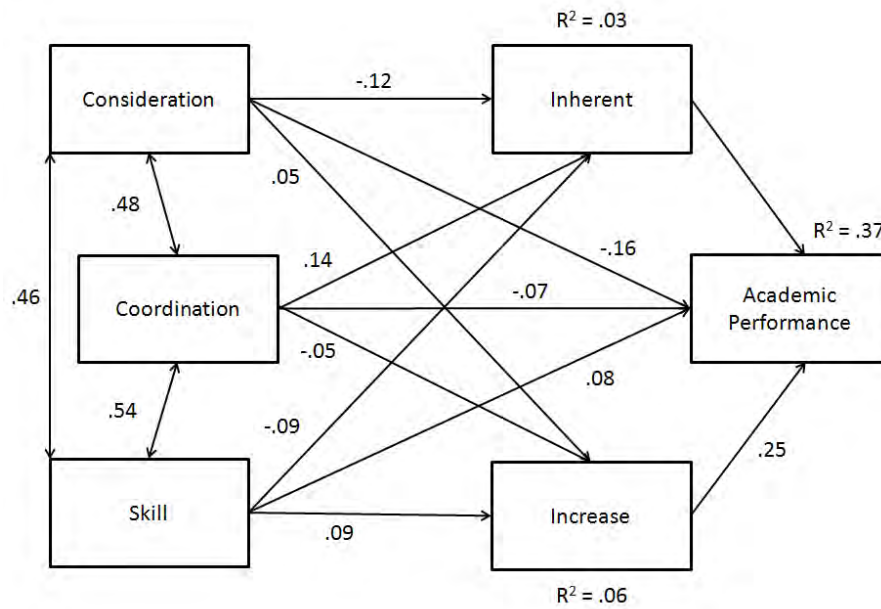 R² = .03
Consideration
-.12
Inherent
.05
.48
R² = .37
.14
-.16
.46
Coordination
-.07
Academic
Performance
-.05
.08
.54
-.09
.25
Skill
.09
Increase
R² = .06